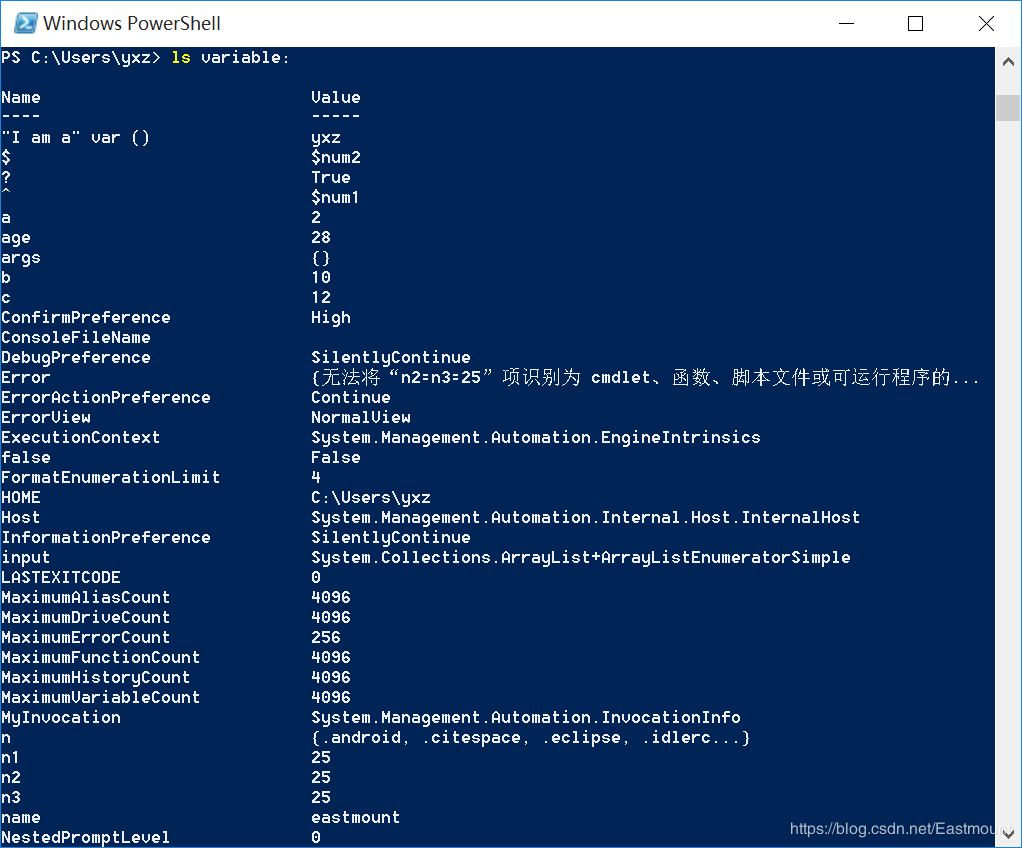 Windows PowerShell
PS C:\Users\yxz> ls variable:
Name Value
---- -----
"I am a" var () yxz
$ $num2
? True
^ $num1
a 2
age 28
args {}
b 10
c 12
ConfirmPreference High
ConsoleFileName
DebugPreference SilentlyContinue
Error {无法将“n2=n3=25”项识别为 cmdlet、函数、脚本文件或可运行程序的...
ErrorActionPreference Continue
ErrorView NormalView
ExecutionContext System.Management.Automation.EngineIntrinsics
false False
FormatEnumerationLimit 4
HOME C:\Users\yxz
Host System.Management.Automation.Internal.Host.InternalHost
InformationPreference SilentlyContinue
input System.Collections.ArrayList+ArrayListEnumeratorSimple
LASTEXITCODE 0
MaximumAliasCount 4096
MaximumDriveCount 4096
MaximumErrorCount 256
MaximumFunctionCount 4096
MaximumHistoryCount 4096
MaximumVariableCount 4096
MyInvocation System.Management.Automation.InvocationInfo
n {.android, .citespace, .eclipse, .idlerc...}
n1 25
n2 25
n3 25
name eastmount
NestedPromptLevel 0
https://blog.csdn.net/Eastmount